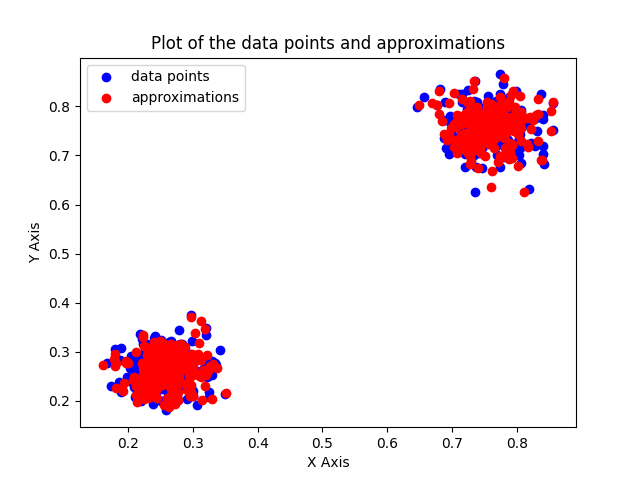 Plot of the data points and approximations
data points
approximations
Y Axis
0.8
0.7
0.6
0.5
0.4
0.3
0.2
0.2 0.3 0.4 0.5 0.6 0.7 0.8
X Axis